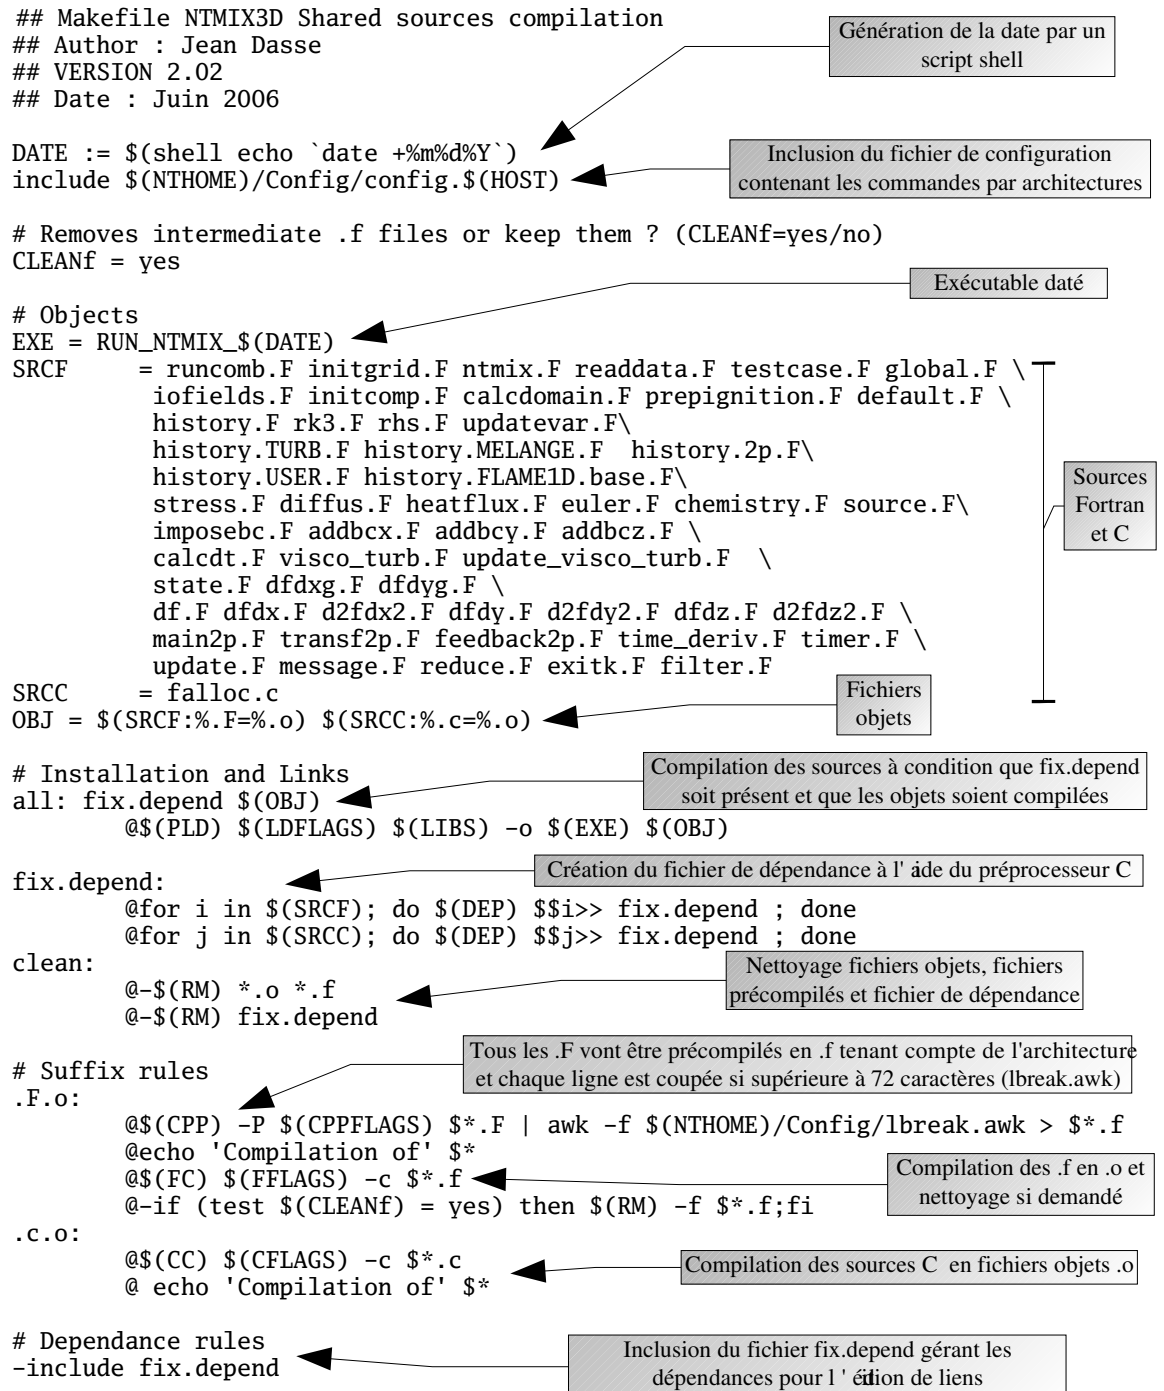 ## Makefile NTMIX3D Shared sources compilation
## Author : Jean Dasse
## VERSION 2.02
## Date : Juin 2006
Génération de la date par un
script shell
DATE := $(shell echo `date +%m%d%Y`)
include $(NTHOME)/Config/config.$(HOST)
Inclusion du fichier de configuration
contenant les commandes par architectures
# Removes intermediate .f files or keep them ? (CLEANf=yes/no)
CLEANf = yes
Exécutable daté
# Objects
EXE = RUN_NTMIX_$(DATE)
SRCF = runcomb.F initgrid.F ntmix.F readdata.F testcase.F global.F \
iofields.F initcomp.F calcdomain.F prepignition.F default.F \
history.F rk3.F rhs.F updatevar.F\
history.TURB.F history.MELANGE.F history.2p.F\
history.USER.F history.FLAME1D.base.F\
stress.F diffus.F heatflux.F euler.F chemistry.F source.F\
imposebc.F addbcx.F addbcy.F addbcz.F \
calcdt.F visco_turb.F update_visco_turb.F \
state.F dfdxg.F dfdyg.F \
df.F dfdx.F d2fdx2.F dfdy.F d2fdy2.F dfdz.F d2fdz2.F \
main2p.F transf2p.F feedback2p.F time_deriv.F timer.F \
update.F message.F reduce.F exitk.F filter.F
Sources
Fortran
et C
SRCC = falloc.c
OBJ = $(SRCF:%.F=%.o) $(SRCC:%.c=%.o)
Fichiers
objets
# Installation and Links
all: fix.depend $(OBJ)
@$(PLD) $(LDFLAGS) $(LIBS) -o $(EXE) $(OBJ)
Compilation des sources à condition que fix.depend
soit présent et que les objets soient compilées
fix.depend:
Création du fichier de dépendance à l' aide du préprocesseur C
@for i in $(SRCF); do $(DEP) $$i>> fix.depend ; done
@for j in $(SRCC); do $(DEP) $$j>> fix.depend ; done
clean:
@-$(RM) *.o *.f
@-$(RM) fix.depend
Nettoyage fichiers objets, fichiers
précompilés et fichier de dépendance
Tous les .F vont être précompilés en .f tenant compte de l'architecture
et chaque ligne est coupée si supérieure à 72 caractères (lbreak.awk)
# Suffix rules
.F.o:
@$(CPP) -P $(CPPFLAGS) $*.F | awk -f $(NTHOME)/Config/lbreak.awk > $*.f
@echo 'Compilation of' $*
@$(FC) $(FFLAGS) -c $*.f
@-if (test $(CLEANf) = yes) then $(RM) -f $*.f;fi
Compilation des .f en .o et
nettoyage si demandé
.c.o:
@$(CC) $(CFLAGS) -c $*.c
@ echo 'Compilation of' $*
Compilation des sources C en fichiers objets .o
# Dependance rules
-include fix.depend
Inclusion du fichier fix.depend gérant les
dépendances pour l ' édition de liens